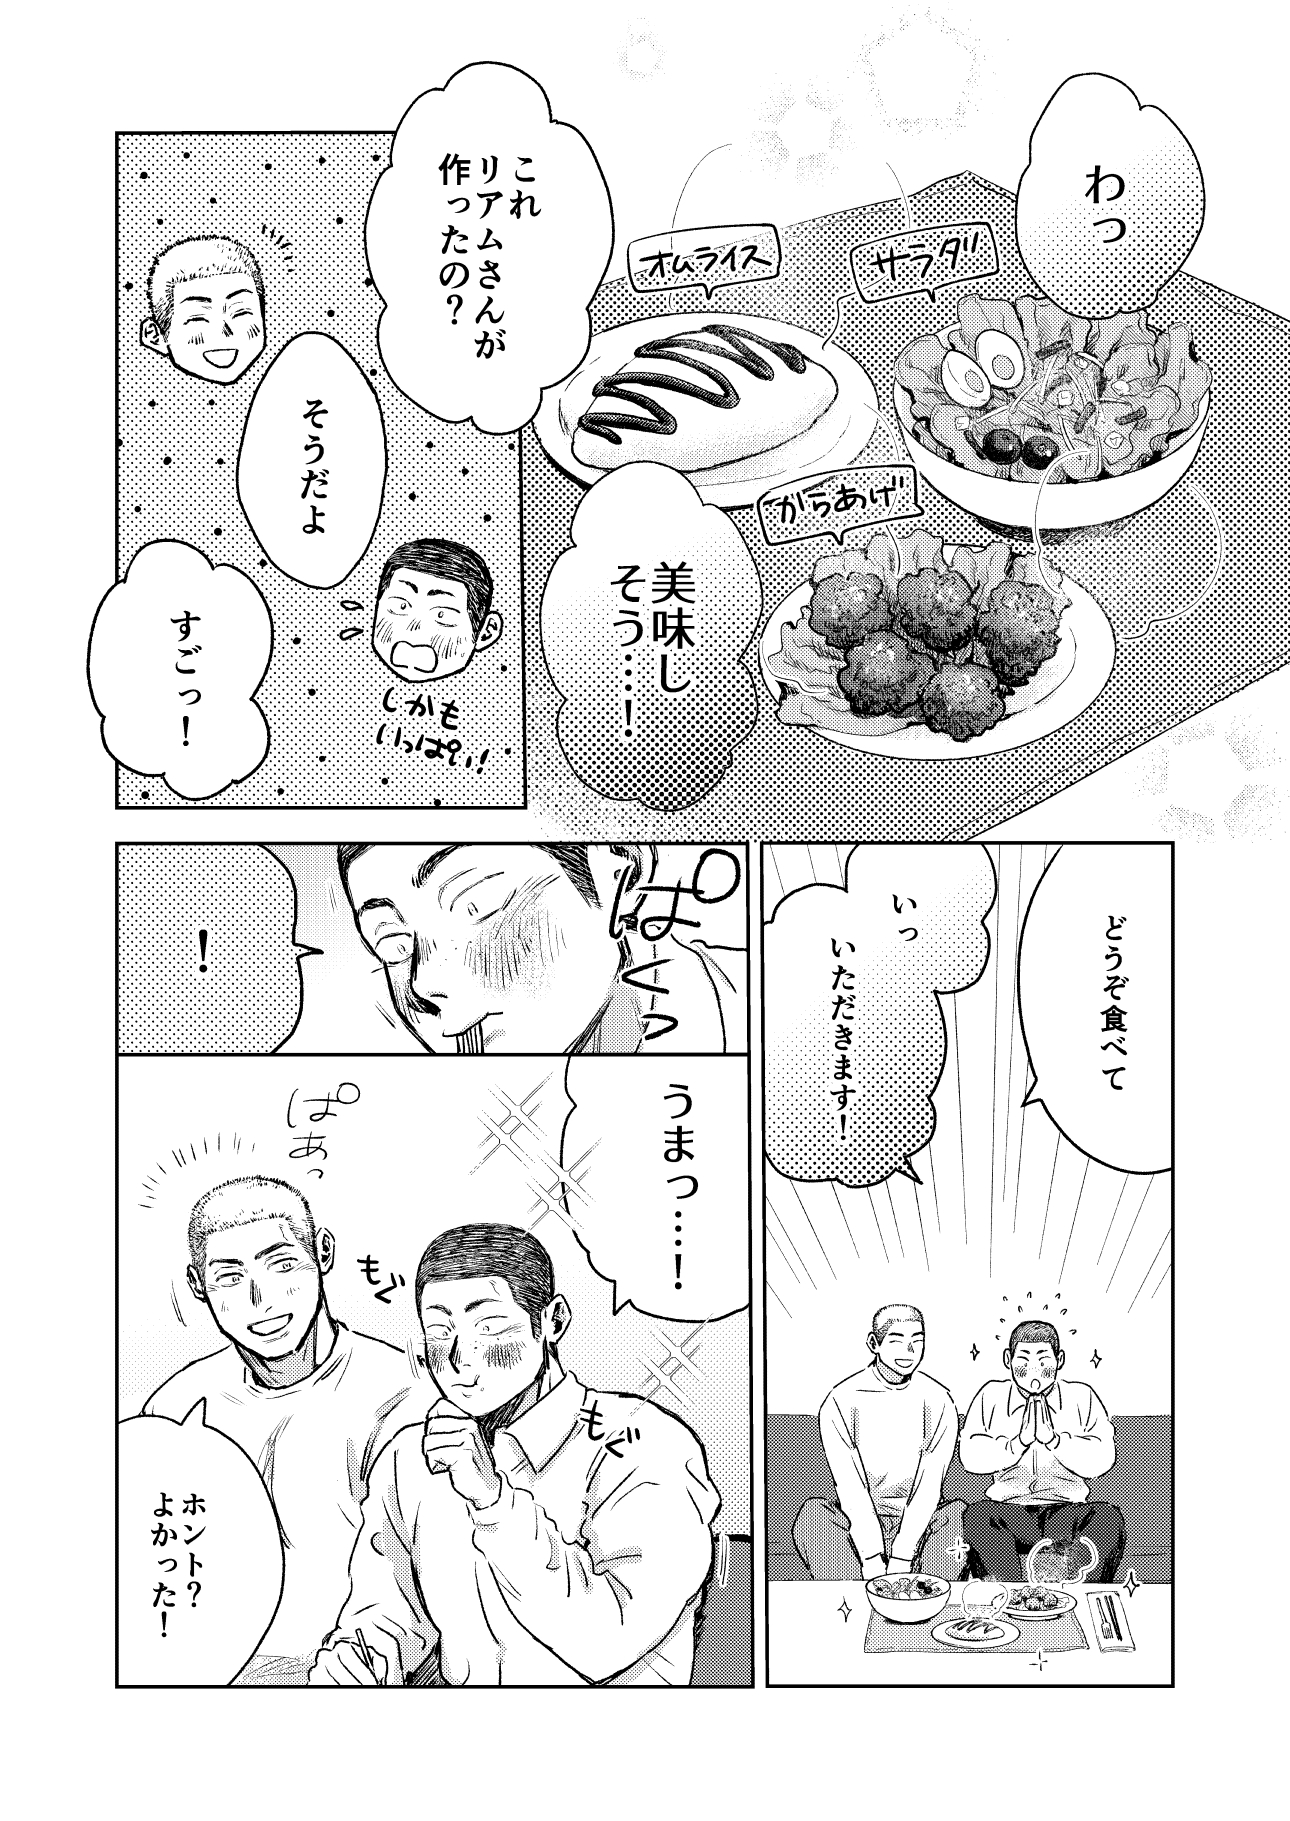 わっ
サラダ
オムライス
からあげ
美味し
そう…！
これ
リアムさんが
作ったの？
そうだよ
しかも
いっぱい！
すごっ！
どうぞ食べて
いっ
いただきます！
ぱくっ
！
うまっ……！
ぱあっ
もぐ
もぐ
ホント？
よかった！